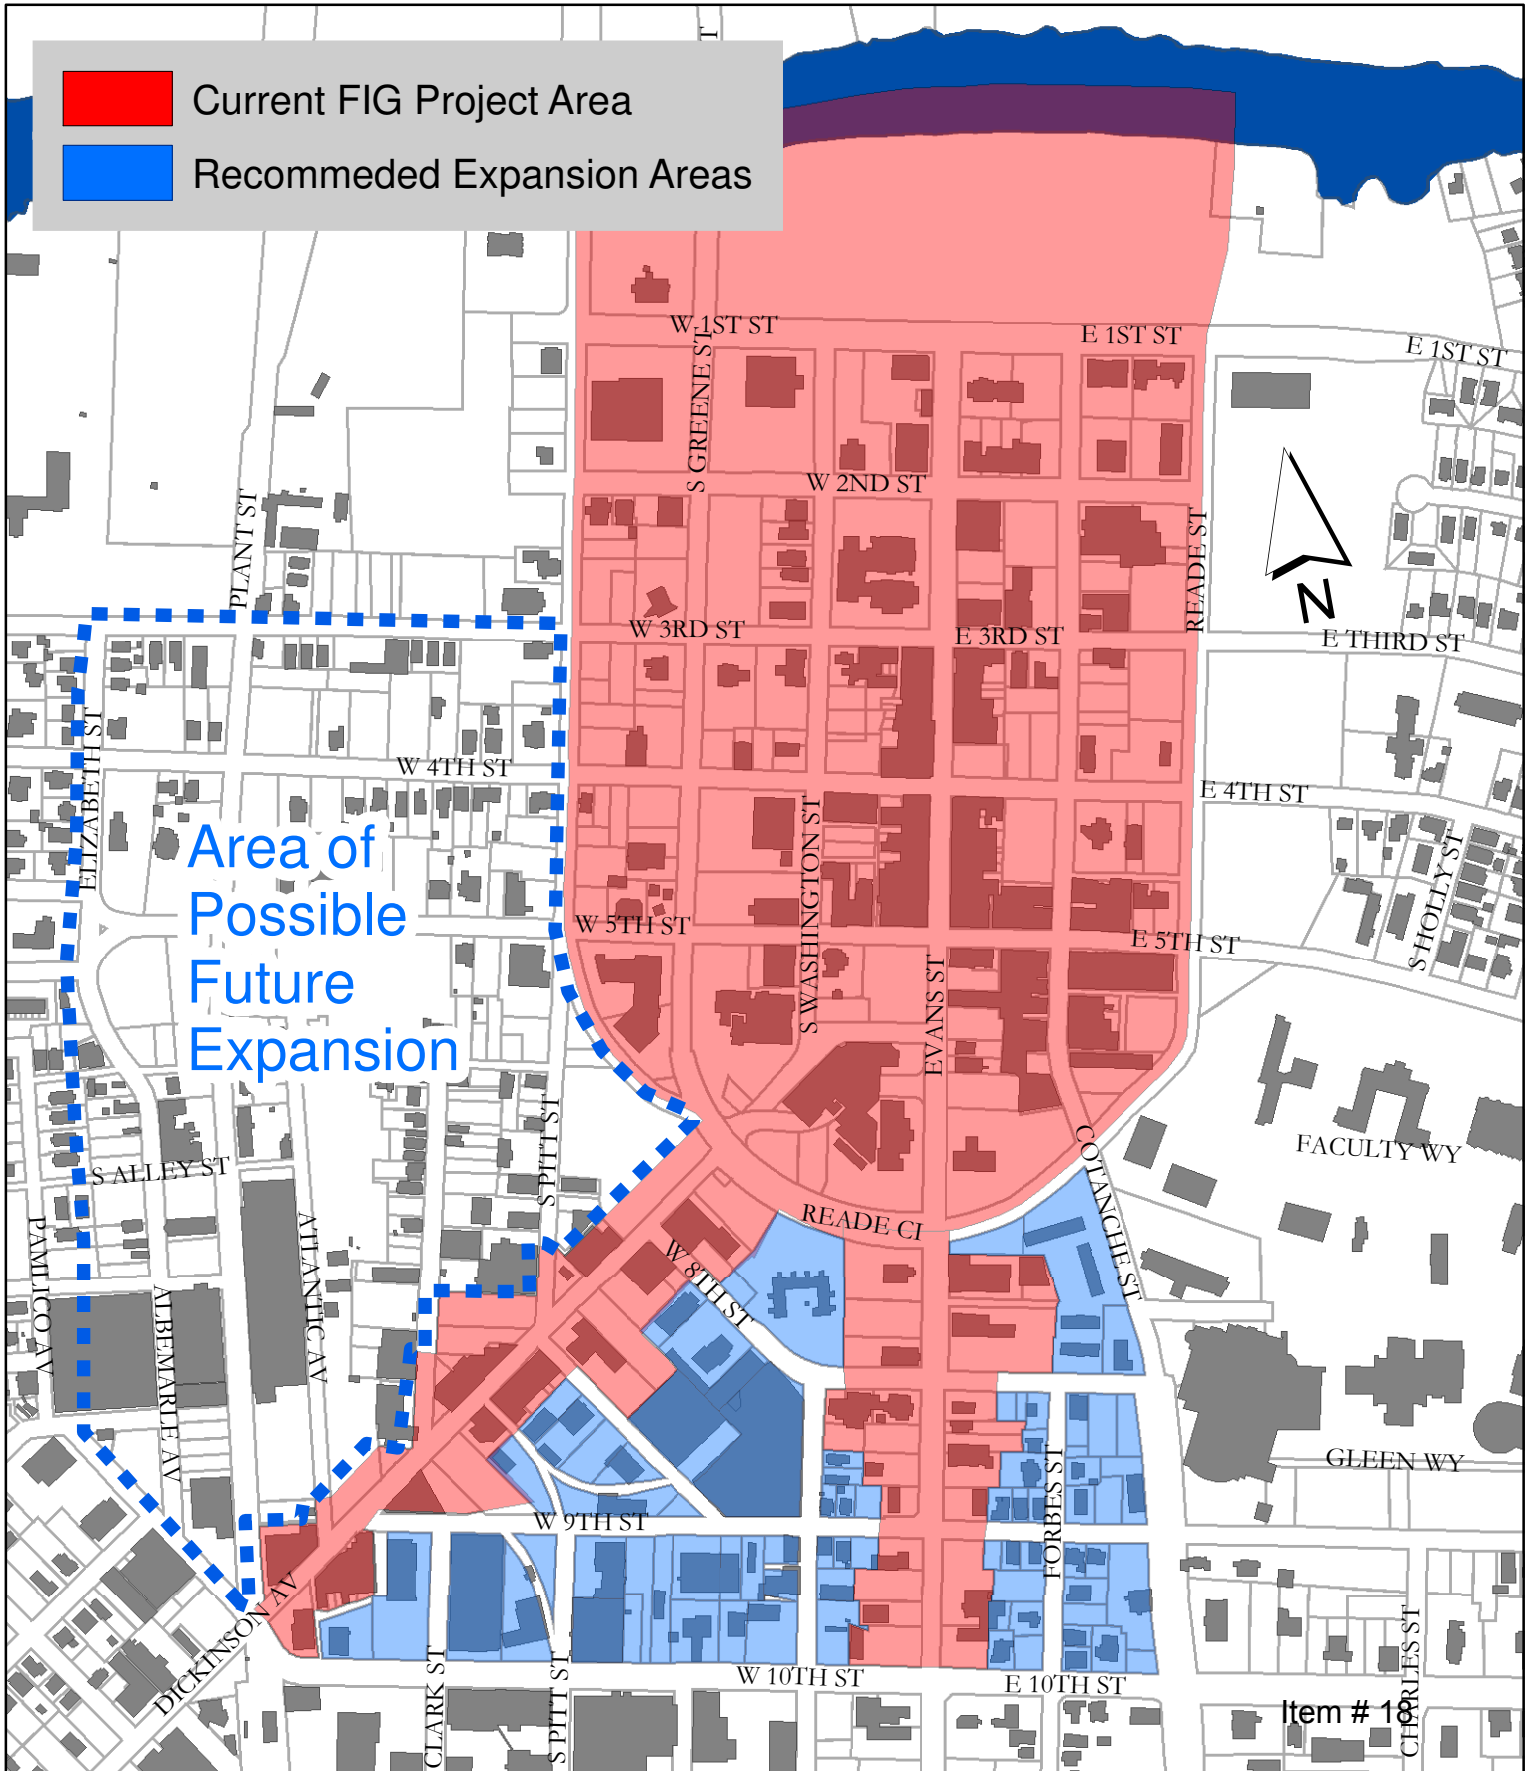 T
Current FIG Project Area
Recommeded Expansion Areas
W 1ST ST
E 1ST ST
E 1ST ST
S GREENE ST
W 2ND ST
PLANT ST
READE ST
N
W 3RD ST
E 3RD ST
E THIRD ST
ELIZABETH ST
W 4TH ST
E 4TH ST
Area of
Possible
Future
Expansion
S WASHINGTON ST
S HOLLY ST
W 5TH ST
E 5TH ST
EVANS ST
S PITT ST
COTANCHE ST
FACULTY WY
S ALLEY ST
READE CI
PAMLICO AV
ATLANTIC AV
W 8TH ST
ALBEMARLE AV
GLEEN WY
FORBES ST
W 9TH ST
DICKINSON AV
CLARK ST
S PITT ST
W 10TH ST
E 10TH ST
CHARLES ST
Item # 18